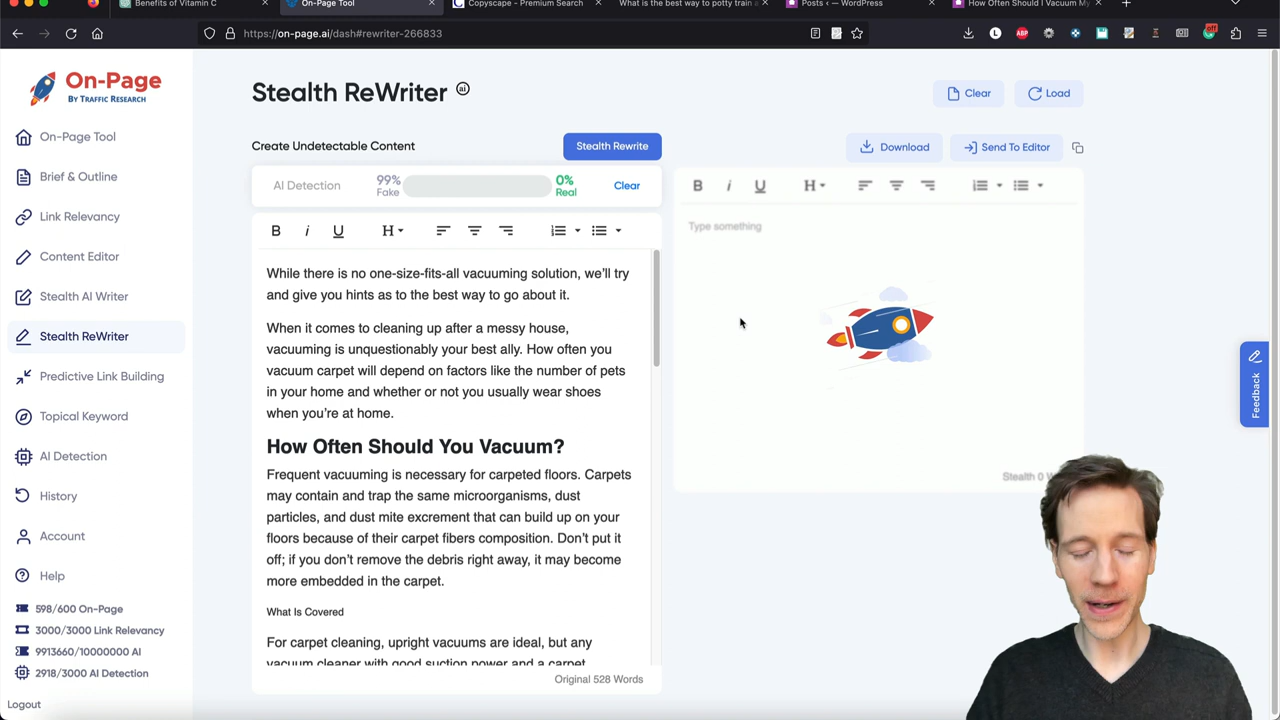 Benefits of Vitamin C
On-Page Tool
Copyscape - Premium Search
What is the best way to potty train a
Posts ‹ — WordPress
How Often Should I Vacuum My
https://on-page.ai/dash#rewriter-266833
On-Page
BY TRAFFIC RESEARCH
On-Page Tool
Brief & Outline
Link Relevancy
Content Editor
Stealth AI Writer
Stealth ReWriter
Predictive Link Building
Topical Keyword
AI Detection
History
Account
Help
598/600 On-Page
3000/3000 Link Relevancy
9913660/10000000 AI
2918/3000 AI Detection
Logout
Stealth ReWriter ai
Clear
Load
Create Undetectable Content
Stealth Rewrite
Download
Send To Editor
AI Detection
99% Fake
0% Real
Clear
B i U H
B i U H
While there is no one-size-fits-all vacuuming solution, we’ll try
and give you hints as to the best way to go about it.
When it comes to cleaning up after a messy house,
vacuuming is unquestionably your best ally. How often you
vacuum carpet will depend on factors like the number of pets
in your home and whether or not you usually wear shoes
when you’re at home.
How Often Should You Vacuum?
Frequent vacuuming is necessary for carpeted floors. Carpets
may contain and trap the same microorganisms, dust
particles, and dust mite excrement that can build up on your
floors because of their carpet fibers composition. Don’t put it
off; if you don’t remove the debris right away, it may become
more embedded in the carpet.
What Is Covered
For carpet cleaning, upright vacuums are ideal, but any
vacuum cleaner with good suction power and a carpet
Original 528 Words
Type something
Stealth 0
Feedback